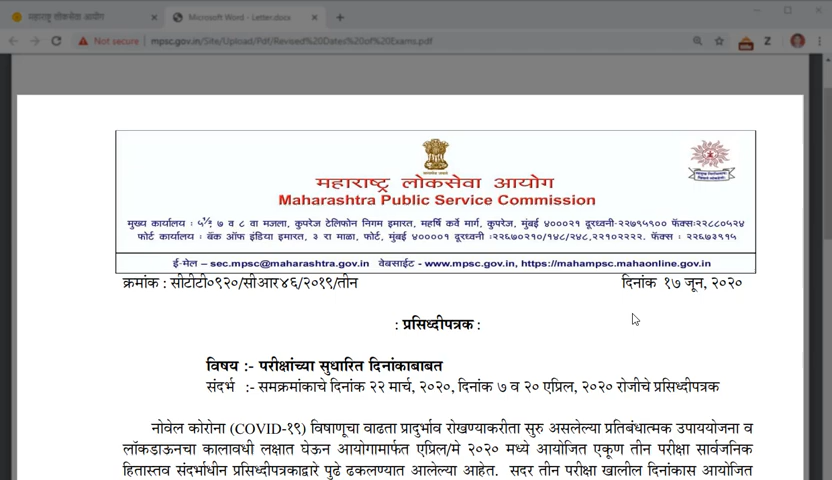 महाराष्ट्र लोकसेवा आयोग
Microsoft Word - Letter.docx
Not secure | mpsc.gov.in/Site/Upload/Pdf/Revised%20Dates%20of%20Exams.pdf
महाराष्ट्र लोकसेवा आयोग
Maharashtra Public Service Commission
मुख्य कार्यालय : ५½, ७ व ८ वा मजला, कुपरेज टेलिफोन निगम इमारत, महर्षि कर्वे मार्ग, कुपरेज, मुंबई ४०००२१ दूरध्वनी-२२७९५९०० फॅक्सः-२२८८०५२४
फोर्ट कार्यालय : बँक ऑफ इंडिया इमारत, ३ रा माळा, फोर्ट, मुंबई ४००००१ दूरध्वनी-२२६७०२१०/१४८/२४८,२२१०२२२२. फॅक्स : २२६७३९१५
ई-मेल – sec.mpsc@maharashtra.gov.in वेबसाईट - www.mpsc.gov.in, https://mahampsc.mahaonline.gov.in
क्रमांक : सीटीटी०९२०/सीआर४६/२०१९/तीन दिनांक १७ जून, २०२०
: प्रसिध्दीपत्रक :
विषय :- परीक्षांच्या सुधारित दिनांकाबाबत
संदर्भ :- समक्रमांकाचे दिनांक २२ मार्च, २०२०, दिनांक ७ व २० एप्रिल, २०२० रोजीचे प्रसिध्दीपत्रक
नोवेल कोरोना (COVID-१९) विषाणूचा वाढता प्रादुर्भाव रोखण्याकरीता सुरु असलेल्या प्रतिबंधात्मक उपाययोजना व
लॉकडाऊनचा कालावधी लक्षात घेऊन आयोगामार्फत एप्रिल/मे २०२० मध्ये आयोजित एकूण तीन परीक्षा सार्वजनिक
हितास्तव संदर्भाधीन प्रसिध्दीपत्रकाद्वारे पुढे ढकलण्यात आलेल्या आहेत. सदर तीन परीक्षा खालील दिनांकास आयोजित